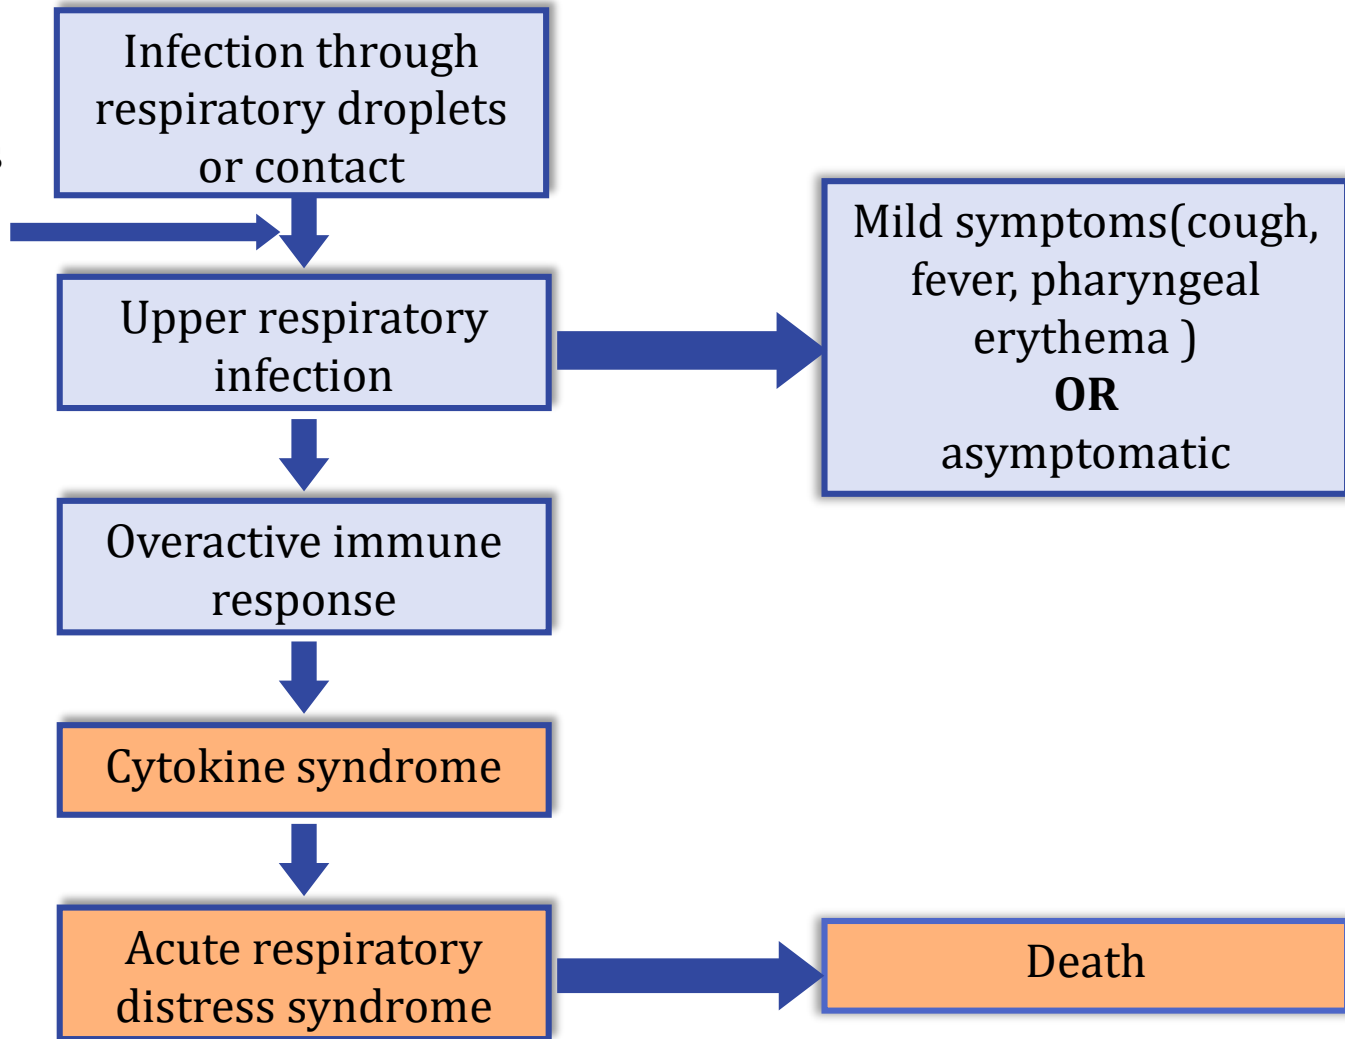 Infection through
respiratory droplets
or contact
Upper respiratory
infection
Mild symptoms(cough,
fever, pharyngeal
erythema )
OR
asymptomatic
Overactive immune
response
Cytokine syndrome
Acute respiratory
distress syndrome
Death